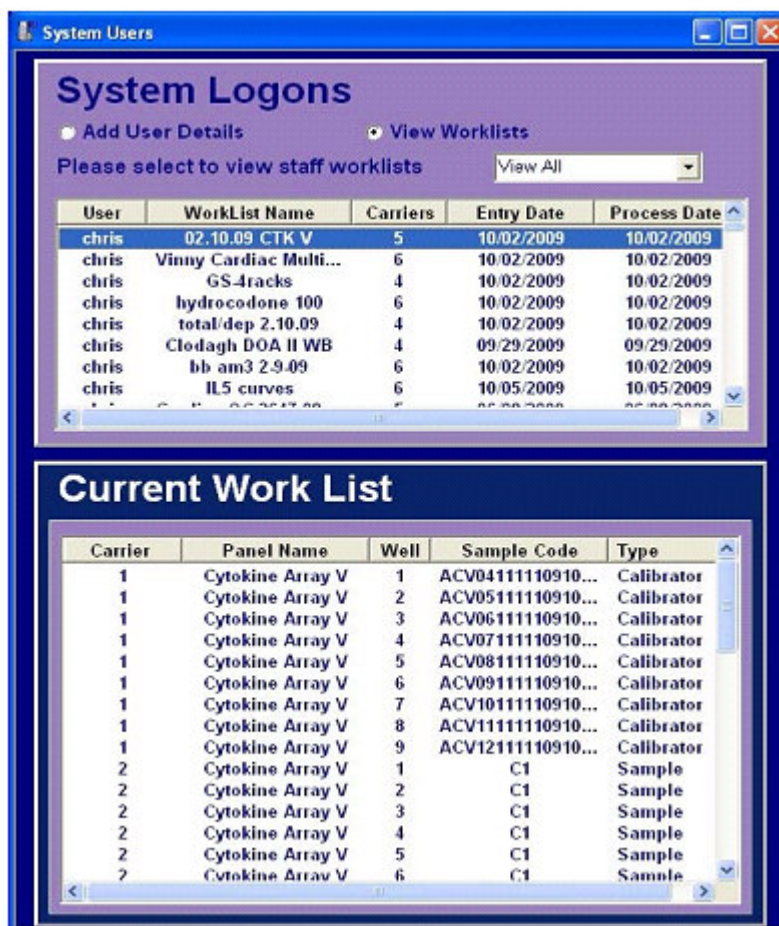 System Users
System Logons
Add User Details View Worklists
Please select to view staff worklists View All
User WorkList Name Carriers Entry Date Process Date
chris 02.10.09 CTK V 5 10/02/2009 10/02/2009
chris Vinny Cardiac Multi... 6 10/02/2009 10/02/2009
chris GS-4racks 4 10/02/2009 10/02/2009
chris hydrocodone 100 6 10/02/2009 10/02/2009
chris total/dep 2.10.09 4 10/02/2009 10/02/2009
chris Clodagh DOA II WB 4 09/29/2009 09/29/2009
chris bb am3 2-9-09 6 10/02/2009 10/02/2009
chris IL5 curves 6 10/05/2009 10/05/2009
Current Work List
Carrier Panel Name Well Sample Code Type
1 Cytokine Array V 1 ACV04111110910... Calibrator
1 Cytokine Array V 2 ACV05111110910... Calibrator
1 Cytokine Array V 3 ACV06111110910... Calibrator
1 Cytokine Array V 4 ACV07111110910... Calibrator
1 Cytokine Array V 5 ACV08111110910... Calibrator
1 Cytokine Array V 6 ACV09111110910... Calibrator
1 Cytokine Array V 7 ACV10111110910... Calibrator
1 Cytokine Array V 8 ACV11111110910... Calibrator
1 Cytokine Array V 9 ACV12111110910... Calibrator
2 Cytokine Array V 1 C1 Sample
2 Cytokine Array V 2 C1 Sample
2 Cytokine Array V 3 C1 Sample
2 Cytokine Array V 4 C1 Sample
2 Cytokine Array V 5 C1 Sample
2 Cytokine Array V 6 C1 Sample